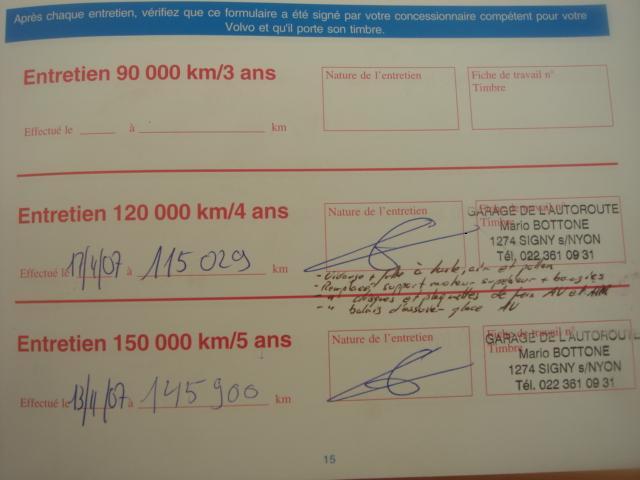 Après chaque entretien, vérifiez que ce formulaire a été signé par votre concessionnaire compétent pour votre
Volvo et qu'il porte son timbre.
Entretien 90 000 km/3 ans
Nature de l'entretien
Fiche de travail n°
Timbre
Effectué le à km
Entretien 120 000 km/4 ans
Nature de l'entretien
Fiche de travail n°
GARAGE DE L'AUTOROUTE
Mario BOTTONE
1274 SIGNY s/NYON
Tél. 022 361 09 31
Effectué le 17/4/07 à 115 029 km
- Vidange + filtre à huile, air et pollen
- Remplacer support moteur supérieur + bougies
- " disques et plaquettes de frein AV et
- " balais d'essuie-glace AV
Entretien 150 000 km/5 ans
Nature de l'entretien
Fiche de travail n°
Timbre
GARAGE DE L'AUTOROUTE
Mario BOTTONE
1274 SIGNY s/NYON
Tél. 022 361 09 31
Effectué le 13/11/07 à 145 900 km
15